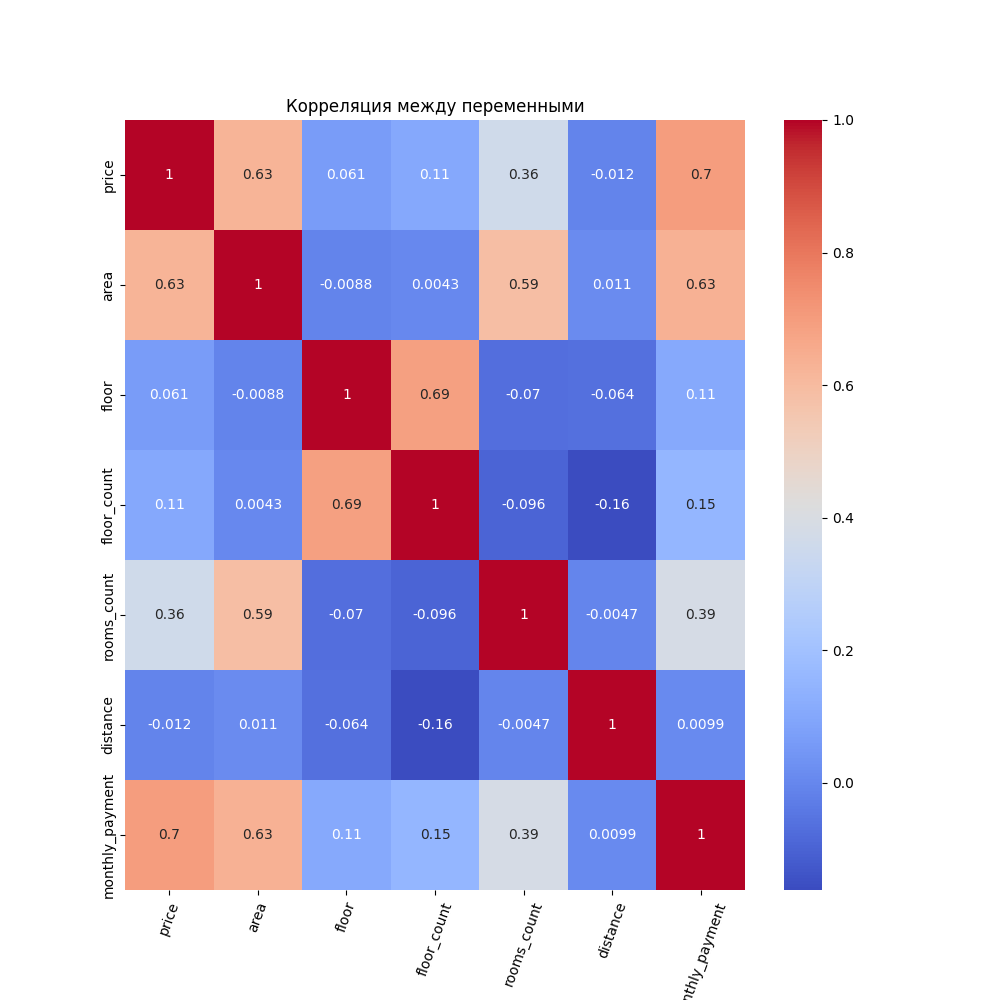 Корреляция между переменными
price 1 0.63 0.061 0.11 0.36 -0.012 0.7
area 0.63 1 -0.0088 0.0043 0.59 0.011 0.63
floor 0.061 -0.0088 1 0.69 -0.07 -0.064 0.11
floor_count 0.11 0.0043 0.69 1 -0.096 -0.16 0.15
rooms_count 0.36 0.59 -0.07 -0.096 1 -0.0047 0.39
distance -0.012 0.011 -0.064 -0.16 -0.0047 1 0.0099
monthly_payment 0.7 0.63 0.11 0.15 0.39 0.0099 1
price area floor floor_count rooms_count distance nthly_payment
1.0
0.8
0.6
0.4
0.2
0.0